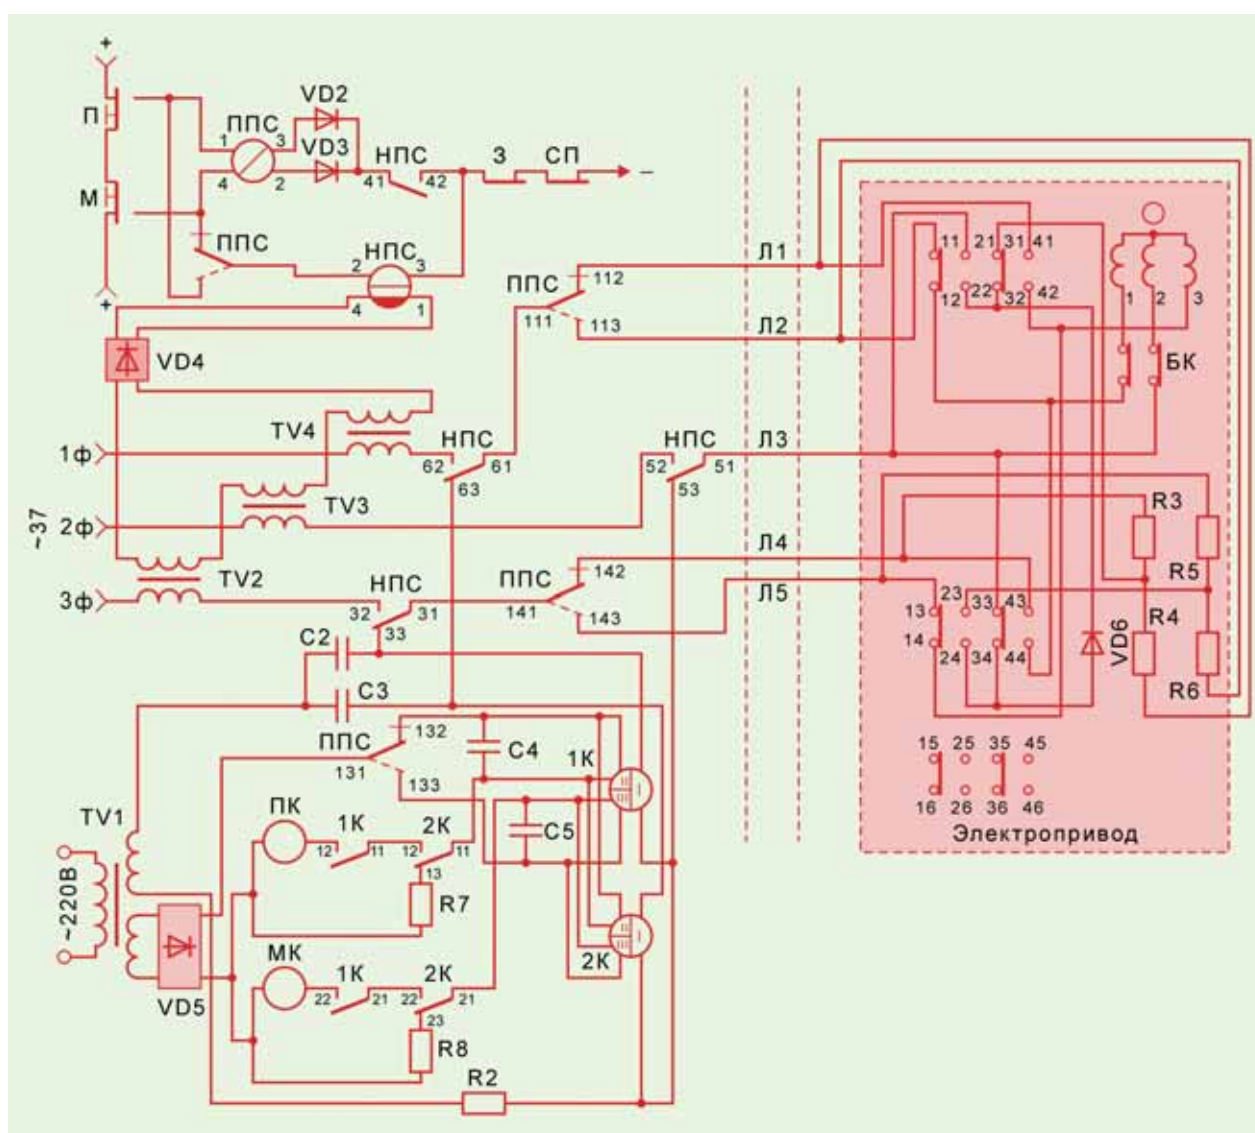 +
П
ППС
1
3
4
2
VD2
VD3
НПС
41
42
З
СП
–
М
ППС
НПС
2
3
4
1
+
VD4
ППС
112
111
113
Л1
Л2
Л3
Л4
Л5
11
21
31
41
12
22
32
42
1
2
3
БК
TV4
1ф
НПС
62
61
63
НПС
52
51
53
~37
2ф
TV3
TV2
3ф
НПС
32
31
33
ППС
142
141
143
R3
R5
R4
R6
13
23
33
43
14
24
34
44
VD6
C2
C3
ППС
132
131
133
C4
1К
C5
15
25
35
45
16
26
36
46
Электропривод
TV1
~220В
VD5
ПК
1К
12
11
2К
12
11
13
R7
2К
МК
1К
22
21
2К
22
21
23
R8
R2